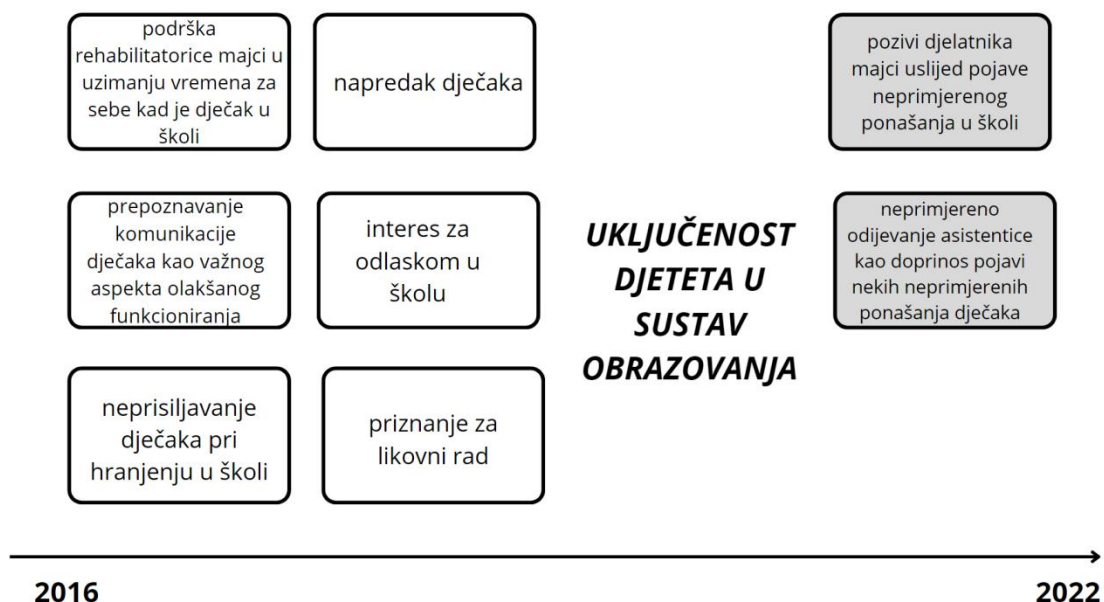 podrška
rehabilitatorice majci u
uzimanju vremena za
sebe kad je dječak u
školi
napredak dječaka
pozivi djelatnika
majci uslijed pojave
neprimjerenog
ponašanja u školi
prepoznavanje
komunikacije
dječaka kao važnog
aspekta olakšanog
funkcioniranja
interes za
odlaskom u
školu
UKLJUČENOST
DJETETA U
SUSTAV
OBRAZOVANJA
neprimjereno
odijevanje asistentice
kao doprinos pojavi
nekih neprimjerenih
ponašanja dječaka
neprisiljavanje
dječaka pri
hranjenju u školi
priznanje za
likovni rad
2016
2022